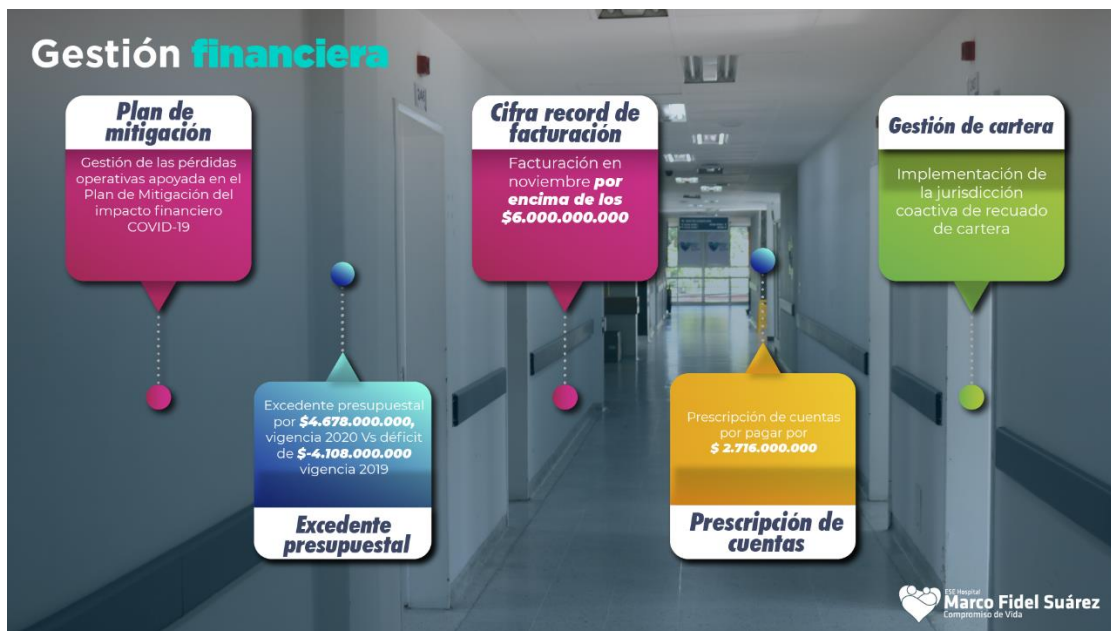 Gestión financiera
Plan de
mitigación
Gestión de las pérdidas
operativas apoyada en el
Plan de Mitigación del
impacto financiero
COVID-19
Excedente presupuestal
por $4.678.000.000,
vigencia 2020 Vs déficit
de $-4.108.000.000
vigencia 2019
Excedente
presupuestal
Cifra record de
facturación
Facturación en
noviembre por
encima de los
$6.000.000.000
Prescripción de cuentas
por pagar por
$ 2.716.000.000
Prescripción de
cuentas
Gestión de cartera
Implementación de
la jurisdicción
coactiva de recuado
de cartera
ESE Hospital
Marco Fidel Suárez
Compromiso de Vida